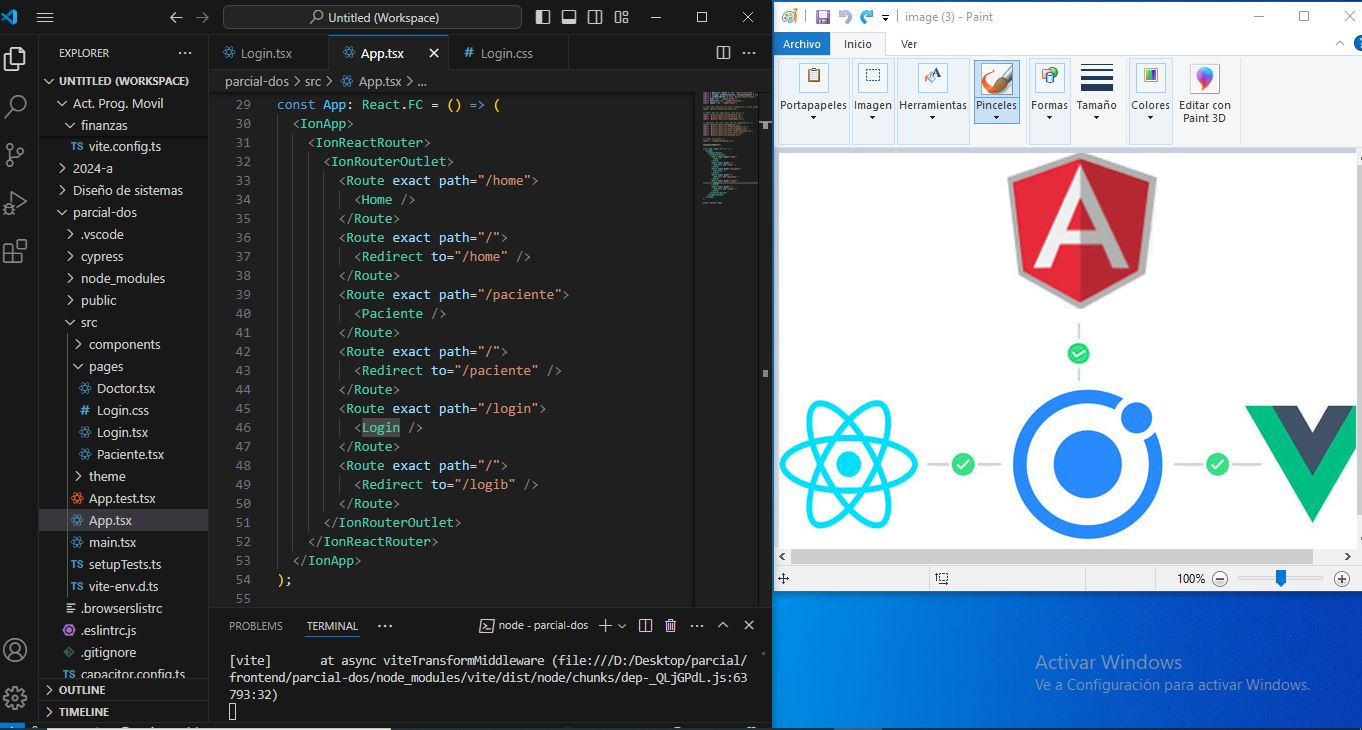 Untitled (Workspace)
EXPLORER
UNTITLED (WORKSPACE)
Act. Prog. Movil
finanzas
TS vite.config.ts
2024-a
Diseño de sistemas
parcial-dos
.vscode
cypress
node_modules
public
src
components
pages
Doctor.tsx
# Login.css
Login.tsx
Paciente.tsx
theme
App.test.tsx
App.tsx
main.tsx
TS setupTests.ts
TS vite-env.d.ts
.browserslistrc
.eslintrc.js
.gitignore
TS capacitor.config.ts
OUTLINE
TIMELINE
Login.tsx
App.tsx
# Login.css
parcial-dos > src > App.tsx > ...
29 const App: React.FC = () => (
30 <IonApp>
31 <IonReactRouter>
32 <IonRouterOutlet>
33 <Route exact path="/home">
34 <Home />
35 </Route>
36 <Route exact path="/">
37 <Redirect to="/home" />
38 </Route>
39 <Route exact path="/paciente">
40 <Paciente />
41 </Route>
42 <Route exact path="/">
43 <Redirect to="/paciente" />
44 </Route>
45 <Route exact path="/login">
46 <Login />
47 </Route>
48 <Route exact path="/">
49 <Redirect to="/logib" />
50 </Route>
51 </IonRouterOutlet>
52 </IonReactRouter>
53 </IonApp>
54 );
55
PROBLEMS
TERMINAL
node - parcial-dos
[vite] at async viteTransformMiddleware (file:///D:/Desktop/parcial/
frontend/parcial-dos/node_modules/vite/dist/node/chunks/dep-_QLjGPdL.js:63
793:32)
image (3) - Paint
Archivo
Inicio
Ver
Portapapeles
Imagen
Herramientas
Pinceles
Formas
Tamaño
Colores
Editar con
Paint 3D
A
100%
Activar Windows
Ve a Configuración para activar Windows.